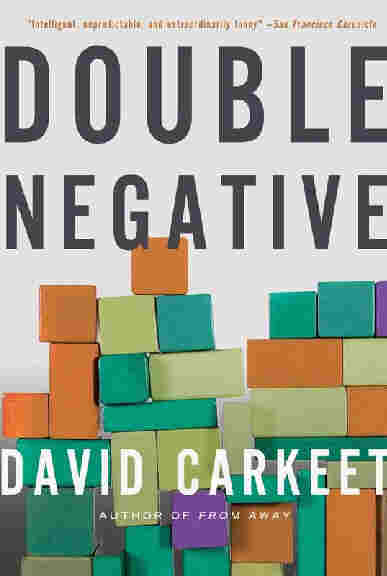 "Intelligent, unpredictable, and extraordinarily funny" —San Francisco Chronicle
DOUBLE
NEGATIVE
DAVID CARKEET
AUTHOR OF FROM AWAY